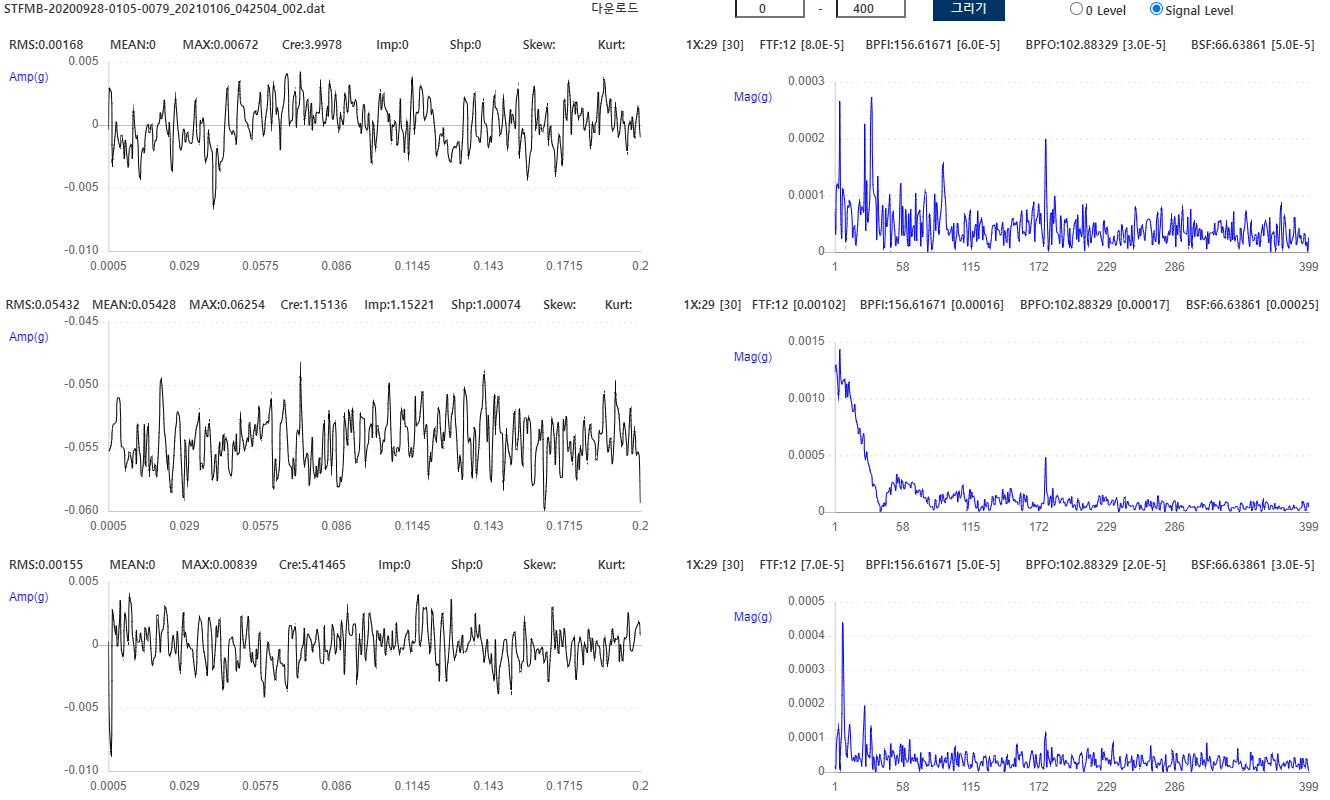 STFMB-20200928-0105-0079_20210106_042504_002.dat 다운로드 0 - 400 그리기 0 Level Signal Level
RMS:0.00168 MEAN:0 MAX:0.00672 Cre:3.9978 Imp:0 Shp:0 Skew: Kurt: 1X:29 [30] FTF:12 [8.0E-5] BPFI:156.61671 [6.0E-5] BPFO:102.88329 [3.0E-5] BSF:66.63861 [5.0E-5]
Amp(g)
0.005
0
-0.005
-0.010
0.0005 0.029 0.0575 0.086 0.1145 0.143 0.1715 0.2
Mag(g)
0.0003
0.0002
0.0001
0
1 58 115 172 229 286 399
RMS:0.05432 MEAN:0.05428 MAX:0.06254 Cre:1.15136 Imp:1.15221 Shp:1.00074 Skew: Kurt: 1X:29 [30] FTF:12 [0.00102] BPFI:156.61671 [0.00016] BPFO:102.88329 [0.00017] BSF:66.63861 [0.00025]
Amp(g)
-0.045
-0.050
-0.055
-0.060
0.0005 0.029 0.0575 0.086 0.1145 0.143 0.1715 0.2
Mag(g)
0.0015
0.0010
0.0005
0
1 58 115 172 229 286 399
RMS:0.00155 MEAN:0 MAX:0.00839 Cre:5.41465 Imp:0 Shp:0 Skew: Kurt: 1X:29 [30] FTF:12 [7.0E-5] BPFI:156.61671 [5.0E-5] BPFO:102.88329 [2.0E-5] BSF:66.63861 [3.0E-5]
Amp(g)
0.005
0
-0.005
-0.010
0.0005 0.029 0.0575 0.086 0.1145 0.143 0.1715 0.2
Mag(g)
0.0005
0.0004
0.0003
0.0002
0.0001
0
1 58 115 172 229 286 399